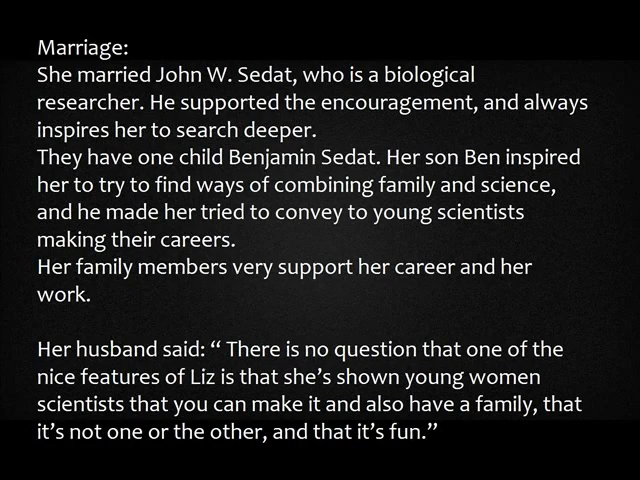 Marriage:
She married John W. Sedat, who is a biological
researcher. He supported the encouragement, and always
inspires her to search deeper.
They have one child Benjamin Sedat. Her son Ben inspired
her to try to find ways of combining family and science,
and he made her tried to convey to young scientists
making their careers.
Her family members very support her career and her
work.
Her husband said: “ There is no question that one of the
nice features of Liz is that she’s shown young women
scientists that you can make it and also have a family, that
it’s not one or the other, and that it’s fun.”